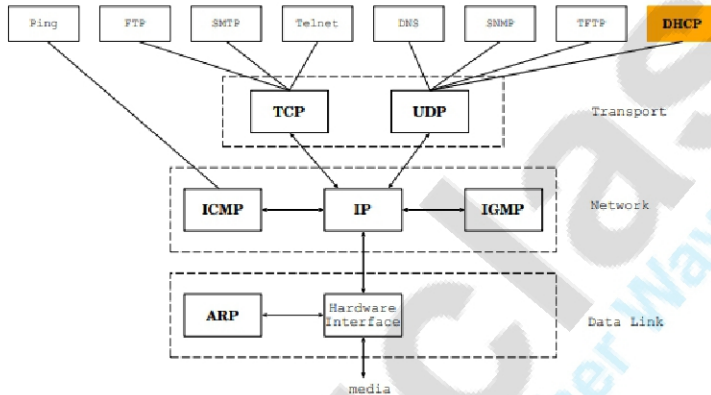 Ping FTP SMTP Telnet DNS SNMP TFTP DHCP
TCP UDP Transport
ICMP IP IGMP Network
ARP Hardware
Interface Data Link
media